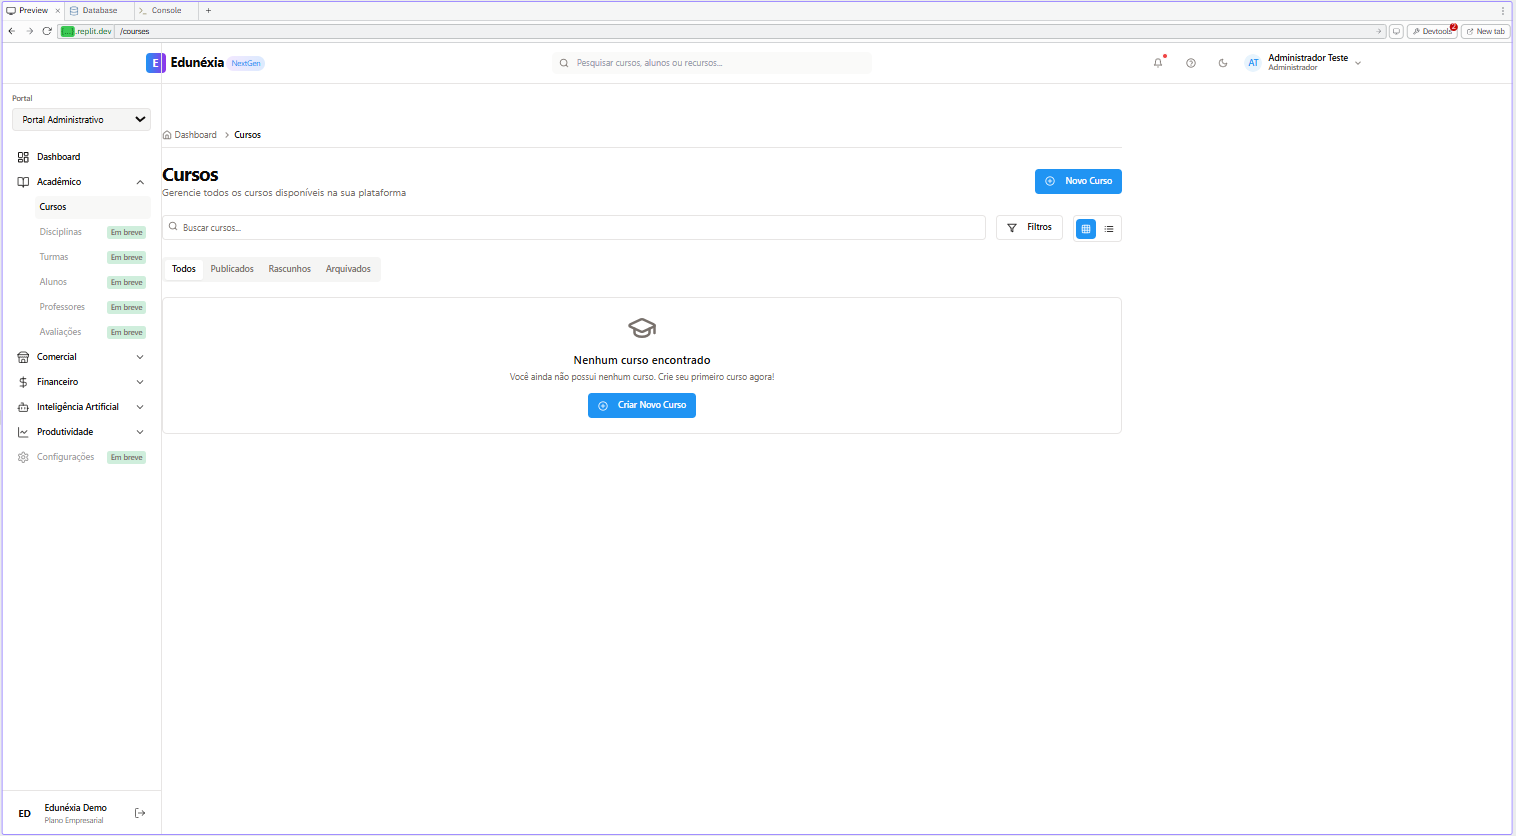 Preview
Database
Console
[...].replit.dev /courses
Devtools 2
New tab
E Edunéxia NextGen
Pesquisar cursos, alunos ou recursos...
AT Administrador Teste
Administrador
Portal
Portal Administrativo
Dashboard
Acadêmico
Cursos
Disciplinas Em breve
Turmas Em breve
Alunos Em breve
Professores Em breve
Avaliações Em breve
Comercial
Financeiro
Inteligência Artificial
Produtividade
Configurações Em breve
ED Edunéxia Demo
Plano Empresarial
Dashboard > Cursos
Cursos
Gerencie todos os cursos disponíveis na sua plataforma
Novo Curso
Buscar cursos...
Filtros
Todos Publicados Rascunhos Arquivados
Nenhum curso encontrado
Você ainda não possui nenhum curso. Crie seu primeiro curso agora!
Criar Novo Curso